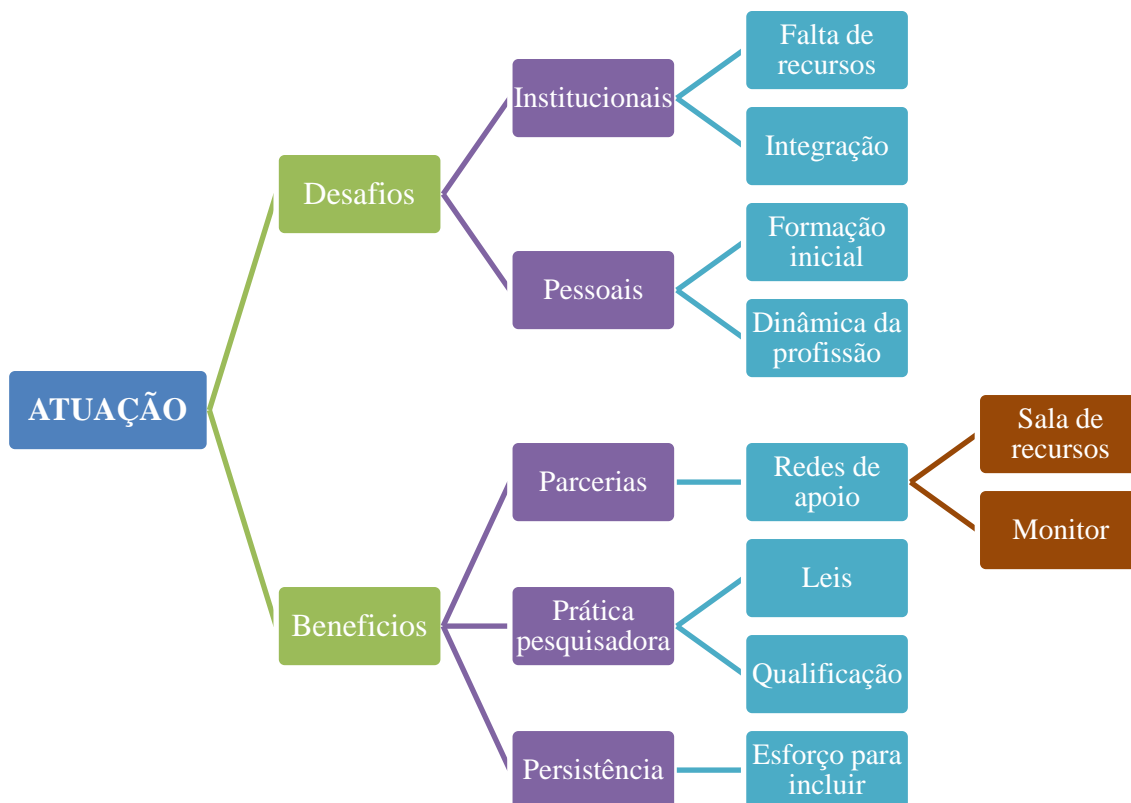 ATUAÇÃO
Desafios
Institucionais
Falta de
recursos
Integração
Pessoais
Formação
inicial
Dinâmica da
profissão
Beneficios
Parcerias
Redes de
apoio
Sala de
recursos
Monitor
Prática
pesquisadora
Leis
Qualificação
Persistência
Esforço para
incluir